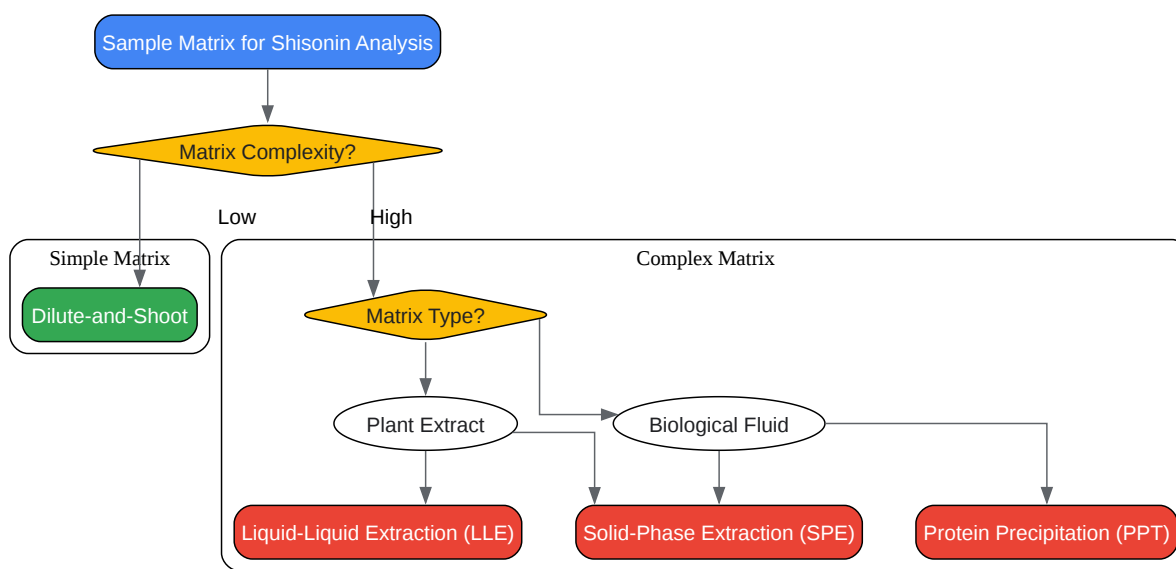 Sample Matrix for Shisonin Analysis
Matrix Complexity?
Low
High
Simple Matrix
Complex Matrix
Dilute-and-Shoot
Matrix Type?
Plant Extract
Biological Fluid
Liquid-Liquid Extraction (LLE)
Solid-Phase Extraction (SPE)
Protein Precipitation (PPT)